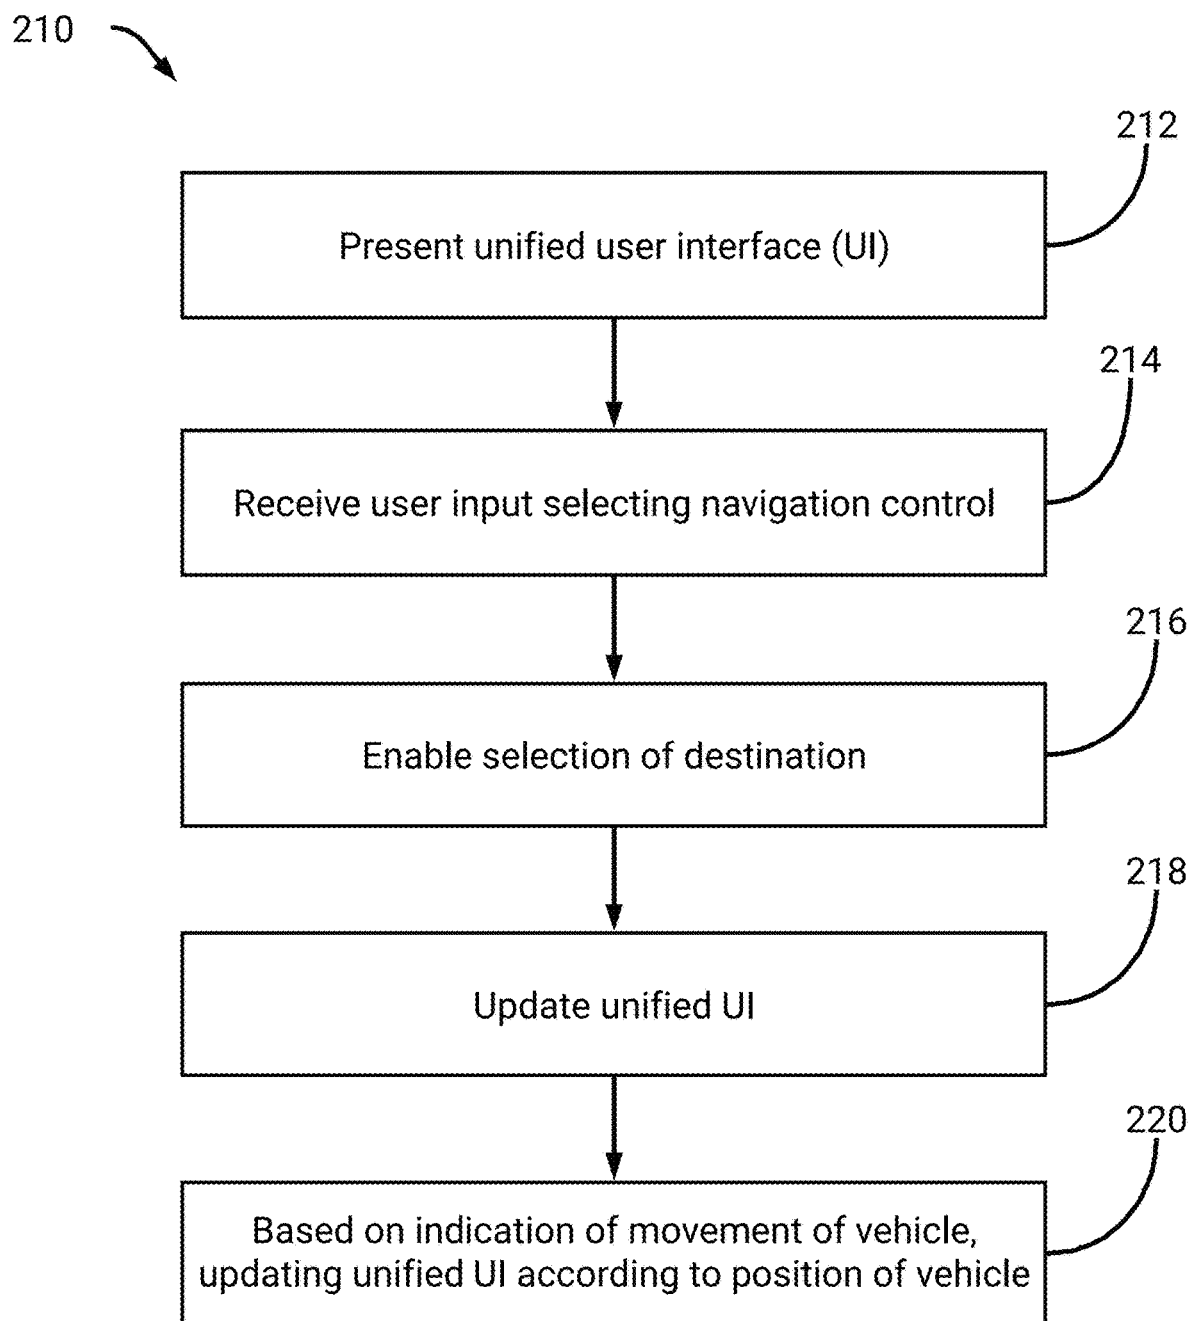 210
212
Present unified user interface (UI)
214
Receive user input selecting navigation control
216
Enable selection of destination
218
Update unified UI
220
Based on indication of movement of vehicle,
updating unified UI according to position of vehicle